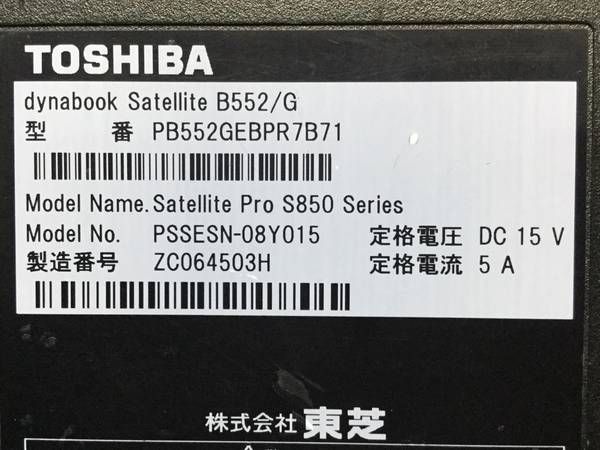 TOSHIBA
dynabook Satellite B552/G
型 番 PB552GEBPR7B71
Model Name.Satellite Pro S850 Series
Model No. PSSESN-08Y015 定格電圧 DC 15 V
製造番号 ZC064503H 定格電流 5 A
株式会社 東芝